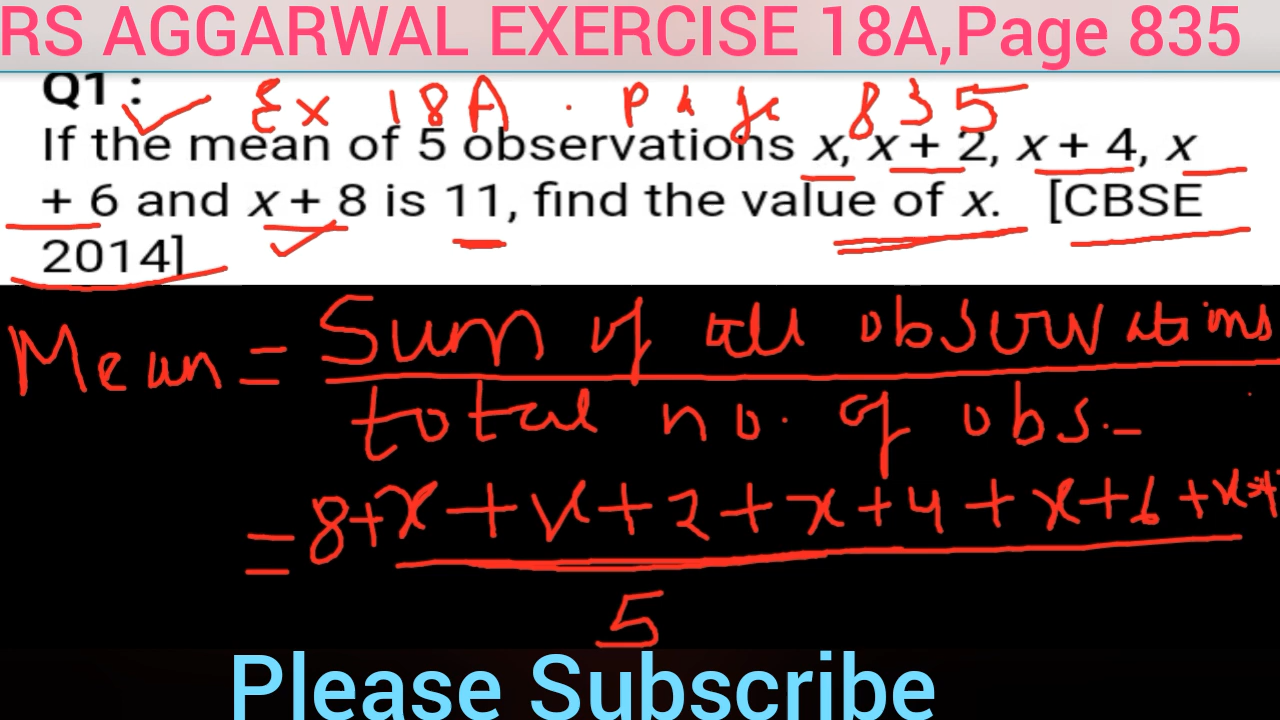 RS AGGARWAL EXERCISE 18A,Page 835
Q1 :
Ex 18A . Page 835
If the mean of 5 observations x, x + 2, x + 4, x
+ 6 and x + 8 is 11, find the value of x. [CBSE
2014]
Mean = Sum of all observations
total no. of obs.-
= 8+x+x+2+x+4+x+6+x
5
Please Subscribe